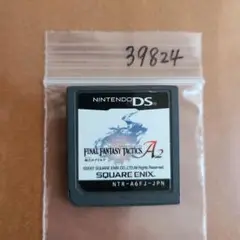 39824
NINTENDO DS
FINAL FANTASY TACTICS A2
SQUARE ENIX
NTR-A6FJ-JPN